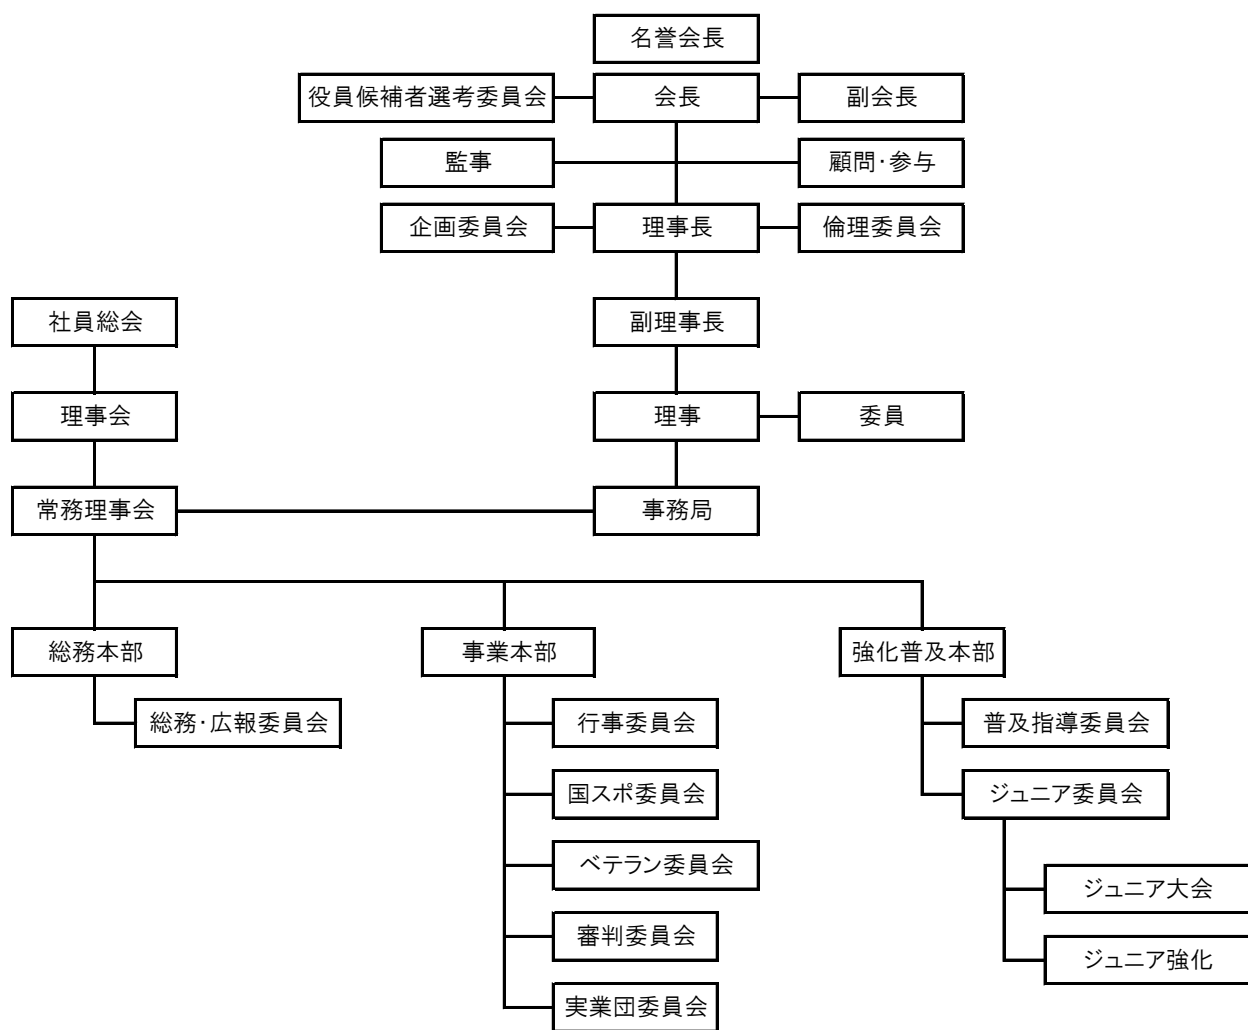 名誉会長
役員候補者選考委員会
会長
副会長
監事
顧問･参与
企画委員会
理事長
倫理委員会
社員総会
副理事長
理事会
理事
委員
常務理事会
事務局
総務本部
事業本部
強化普及本部
総務･広報委員会
行事委員会
普及指導委員会
国スポ委員会
ジュニア委員会
ベテラン委員会
ジュニア大会
審判委員会
ジュニア強化
実業団委員会